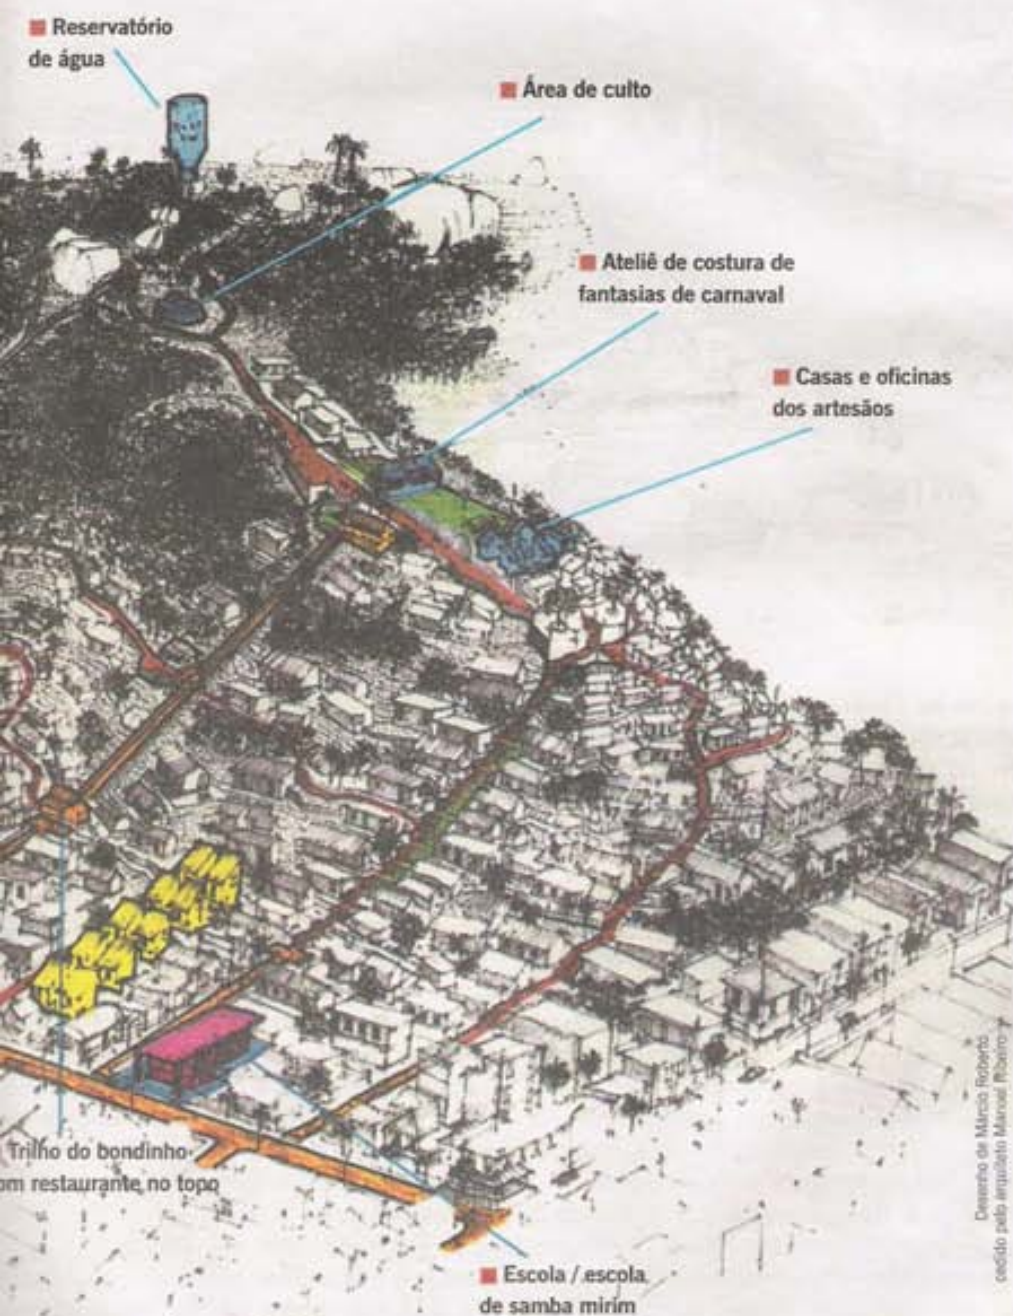 Reservatório
de água
Área de culto
Ateliê de costura de
fantasias de carnaval
Casas e oficinas
dos artesãos
Trilho do bondinho
om restaurante no topo
Escola / escola
de samba mirim
Desenho de Márcio Roberto
cedido pelo arquiteto Manoel Ribeiro